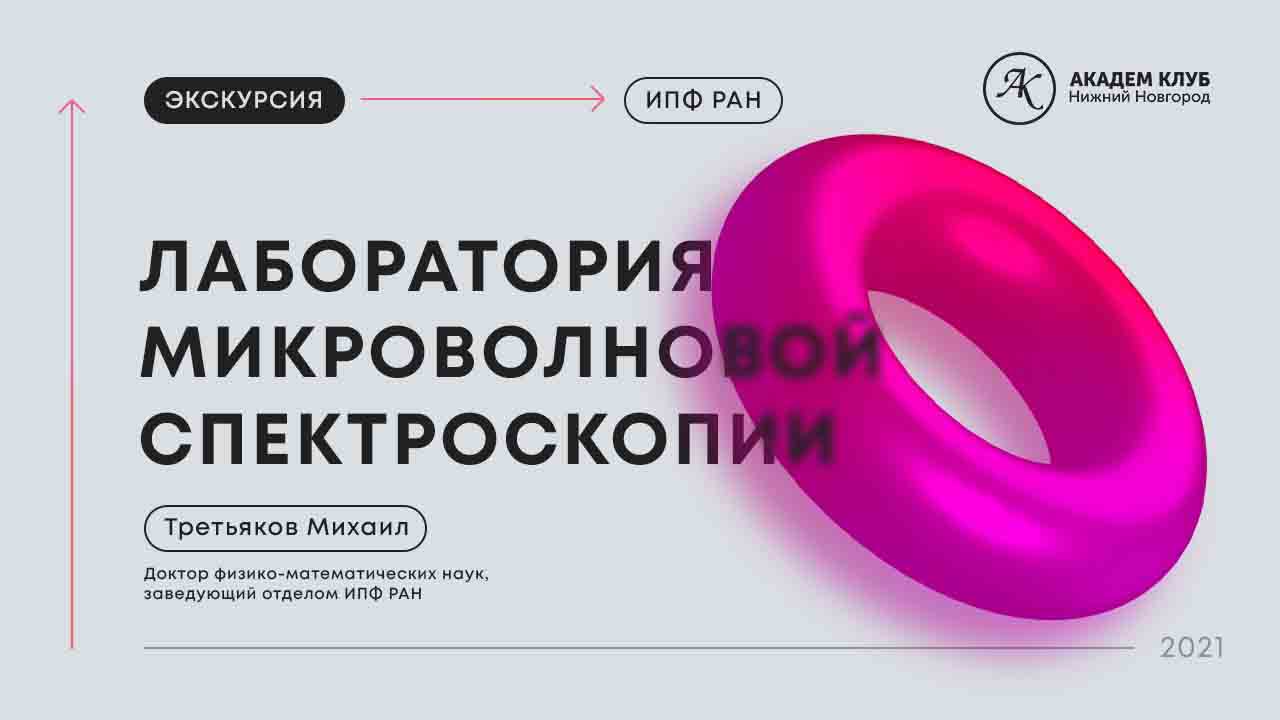 ЭКСКУРСИЯ
ИПФ РАН
АКАДЕМ КЛУБ
Нижний Новгород
ЛАБОРАТОРИЯ
МИКРОВОЛНОВОЙ
СПЕКТРОСКОПИИ
Третьяков Михаил
Доктор физико-математических наук,
заведующий отделом ИПФ РАН
2021